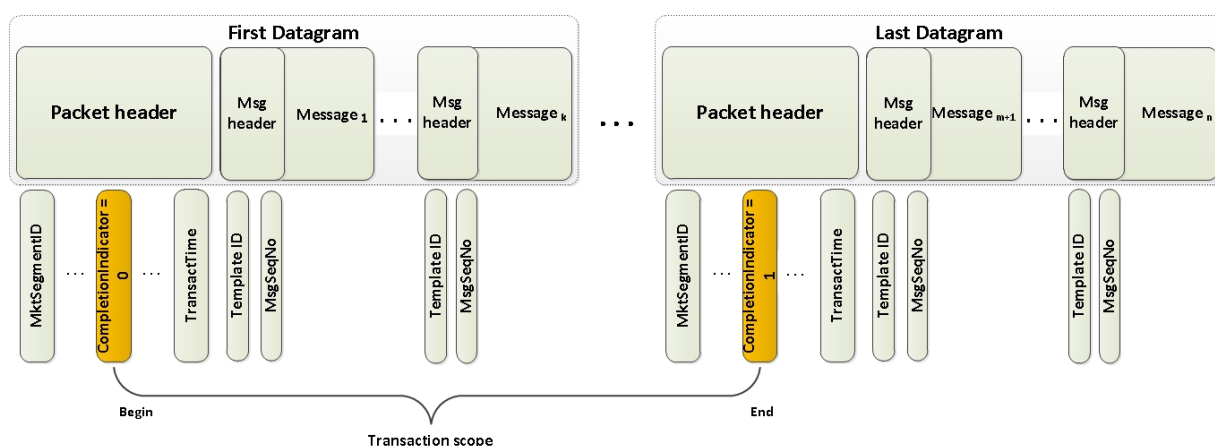 First Datagram
Last Datagram
Packet header
Msg
header
Message 1
...
Msg
header
Message k
...
Packet header
Msg
header
Message m+1
...
Msg
header
Message n
MktSegmentID
...
CompletionIndicator =
0
...
TransactTime
Template ID
MsgSeqNo
Template ID
MsgSeqNo
MktSegmentID
...
CompletionIndicator =
1
...
TransactTime
Template ID
MsgSeqNo
Template ID
MsgSeqNo
Begin
End
Transaction scope